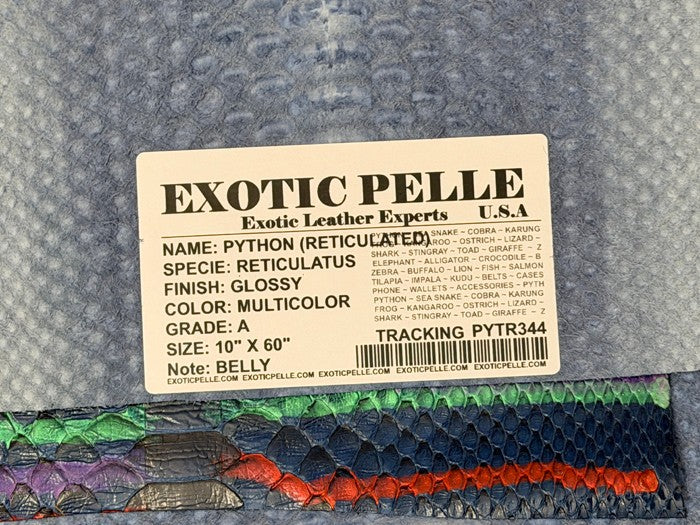 EXOTIC PELLE
Exotic Leather Experts U.S.A
NAME: PYTHON (RETICULATED)
SPECIE: RETICULATUS
FINISH: GLOSSY
COLOR: MULTICOLOR
GRADE: A
SIZE: 10" X 60"
Note: BELLY
SNAKE ~ COBRA ~ KARUNG
KANGAROO ~ OSTRICH ~ LIZARD ~
SHARK ~ STINGRAY ~ TOAD ~ GIRAFFE ~ Z
ELEPHANT ~ ALLIGATOR ~ CROCODILE ~ B
ZEBRA ~ BUFFALO ~ LION ~ FISH ~ SALMON
TILAPIA ~ IMPALA ~ KUDU ~ BELTS ~ CASES
PHONE ~ WALLETS ~ ACCESSORIES ~ PYTH
PYTHON ~ SEA SNAKE ~ COBRA ~ KARUNG
FROG ~ KANGAROO ~ OSTRICH ~ LIZARD ~
SHARK ~ STINGRAY ~ TOAD ~ GIRAFFE ~ Z
TRACKING PYTR344
EXOTICPELLE.COM EXOTICPELLE.COM EXOTICPELLE.COM EXOTICPELLE.COM EXOTICPELLE.COM